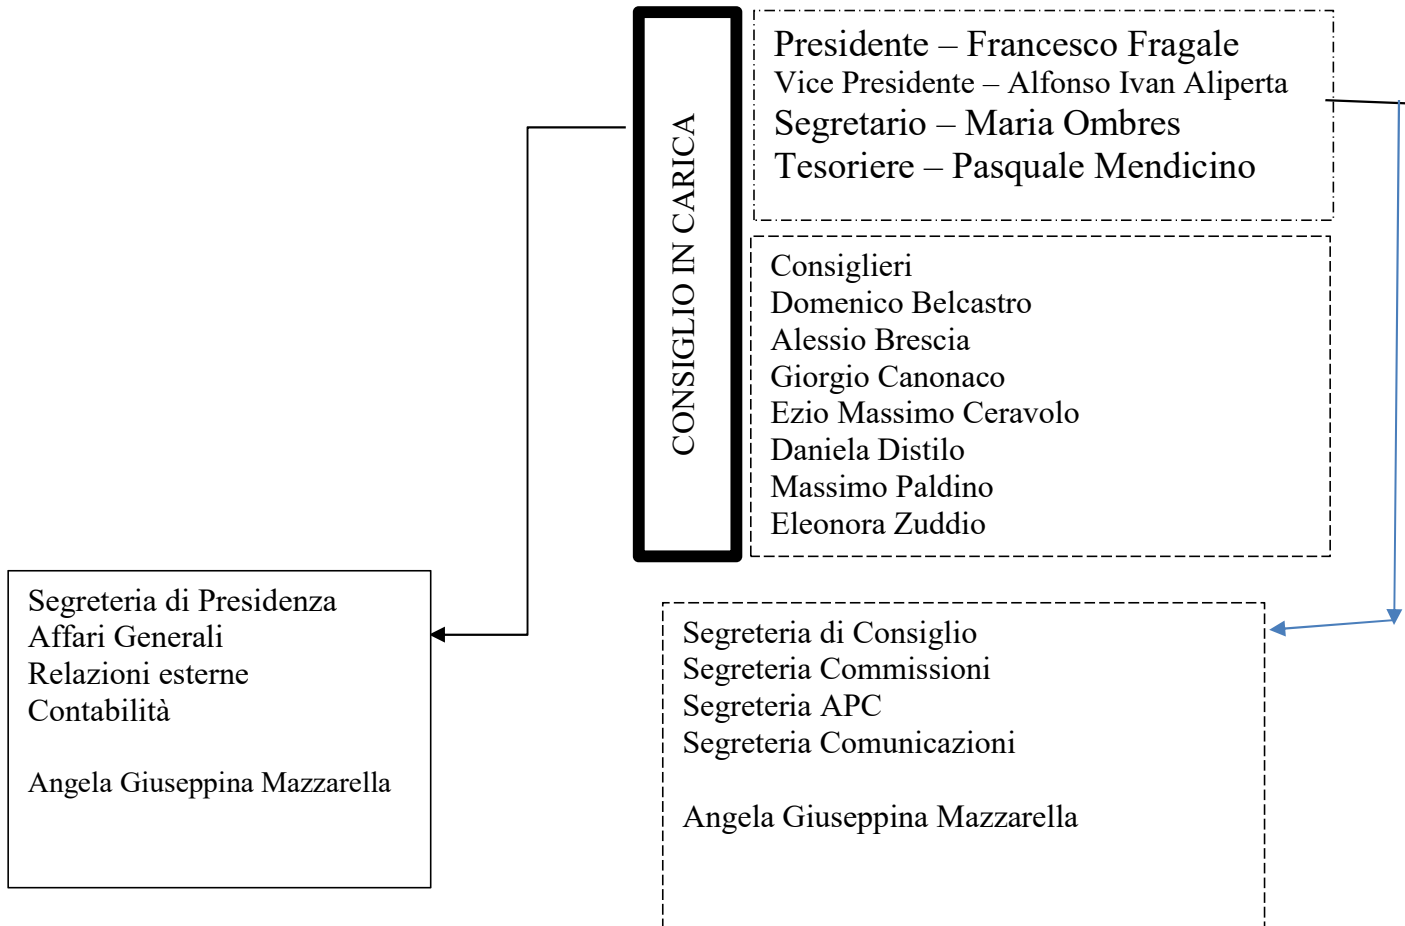 CONSIGLIO IN CARICA
Presidente – Francesco Fragale
Vice Presidente – Alfonso Ivan Aliperta
Segretario – Maria Ombres
Tesoriere – Pasquale Mendicino
Consiglieri
Domenico Belcastro
Alessio Brescia
Giorgio Canonaco
Ezio Massimo Ceravolo
Daniela Distilo
Massimo Paldino
Eleonora Zuddio
Segreteria di Presidenza
Affari Generali
Relazioni esterne
Contabilità
Angela Giuseppina Mazzarella
Segreteria di Consiglio
Segreteria Commissioni
Segreteria APC
Segreteria Comunicazioni
Angela Giuseppina Mazzarella